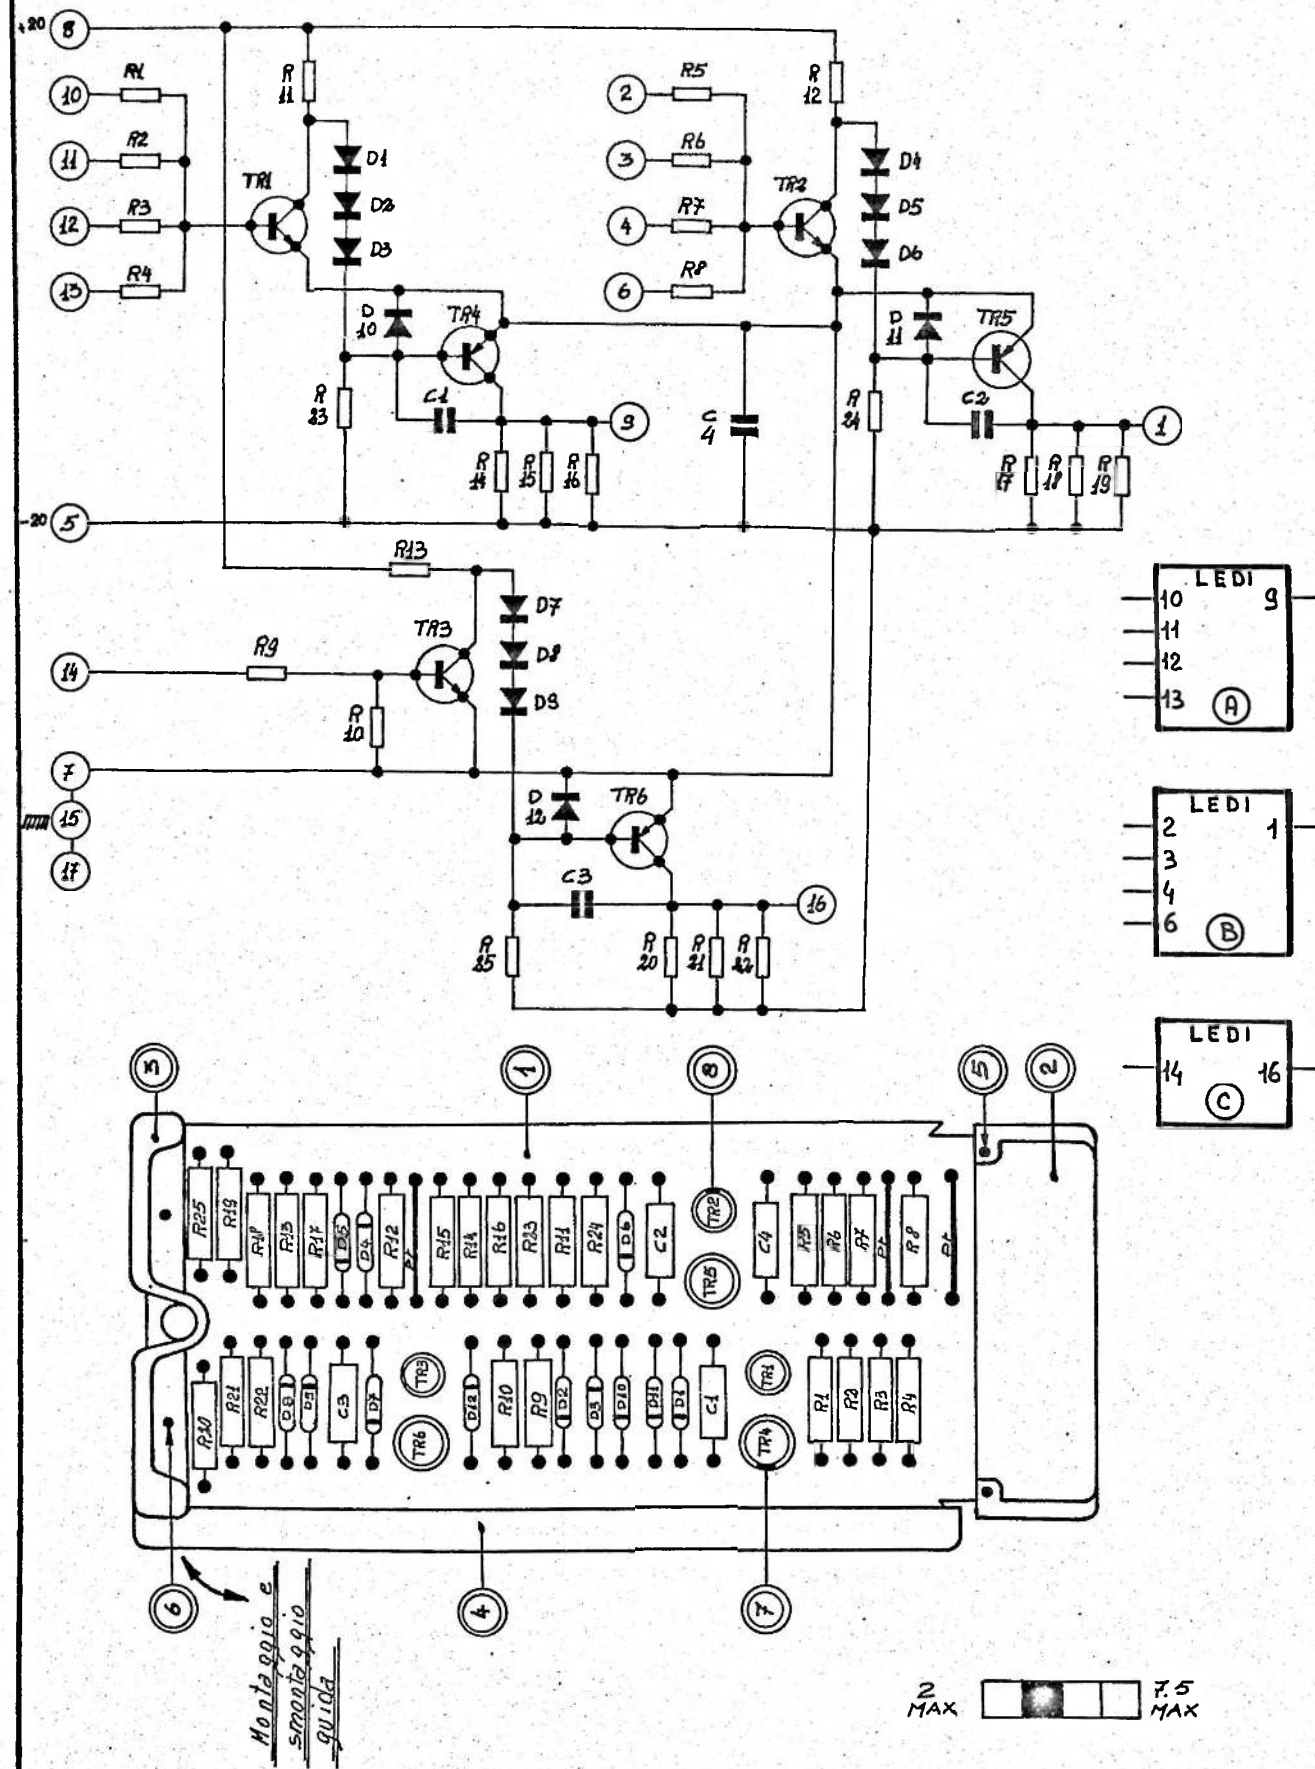 +20 8
10 R1
11 R2
12 R3
13 R4
R
11
D1
D2
D3
TR1
D
10
TR4
R
23
C1
9
R
14
R
15
R
16
2 R5
3 R6
4 R7
6 R8
R
12
D4
D5
D6
TR2
D
11
TR5
C
4
R
24
C2
1
R
17
R
18
R
19
-20 5
R13
D7
D8
D9
TR3
14 R9
R
10
7
15
17
D
12
TR6
C3
16
R
25
R
20
R
21
R
22
LEDI
10 9
11
12
13
A
LEDI
2 1
3
4
6
B
LEDI
14 16
C
3 1 8 5 2
R25 R19 R18 R13 R17 D5 D4 R12 Pt R15 R14 R16 R23 R11 R24 D6 C2 TR2 TR5 C4 R5 R6 R7 Pt R8 Pt
R20 R21 R22 D8 D9 C3 D7 TR3 TR6 D12 R10 R9 D2 D3 D10 D11 D1 C1 TR1 TR4 R1 R2 R3 R4
6 4 7
Montaggio e
smontaggio
guida
2
MAX
7.5
MAX